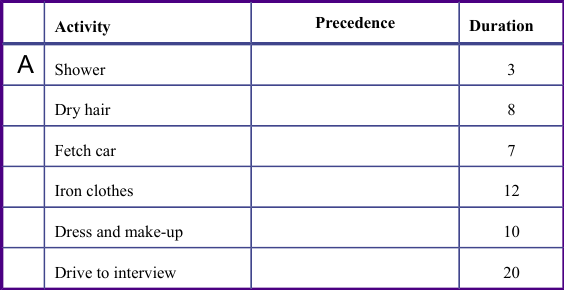 Activity Precedence Duration
A Shower 3
Dry hair 8
Fetch car 7
Iron clothes 12
Dress and make-up 10
Drive to interview 20